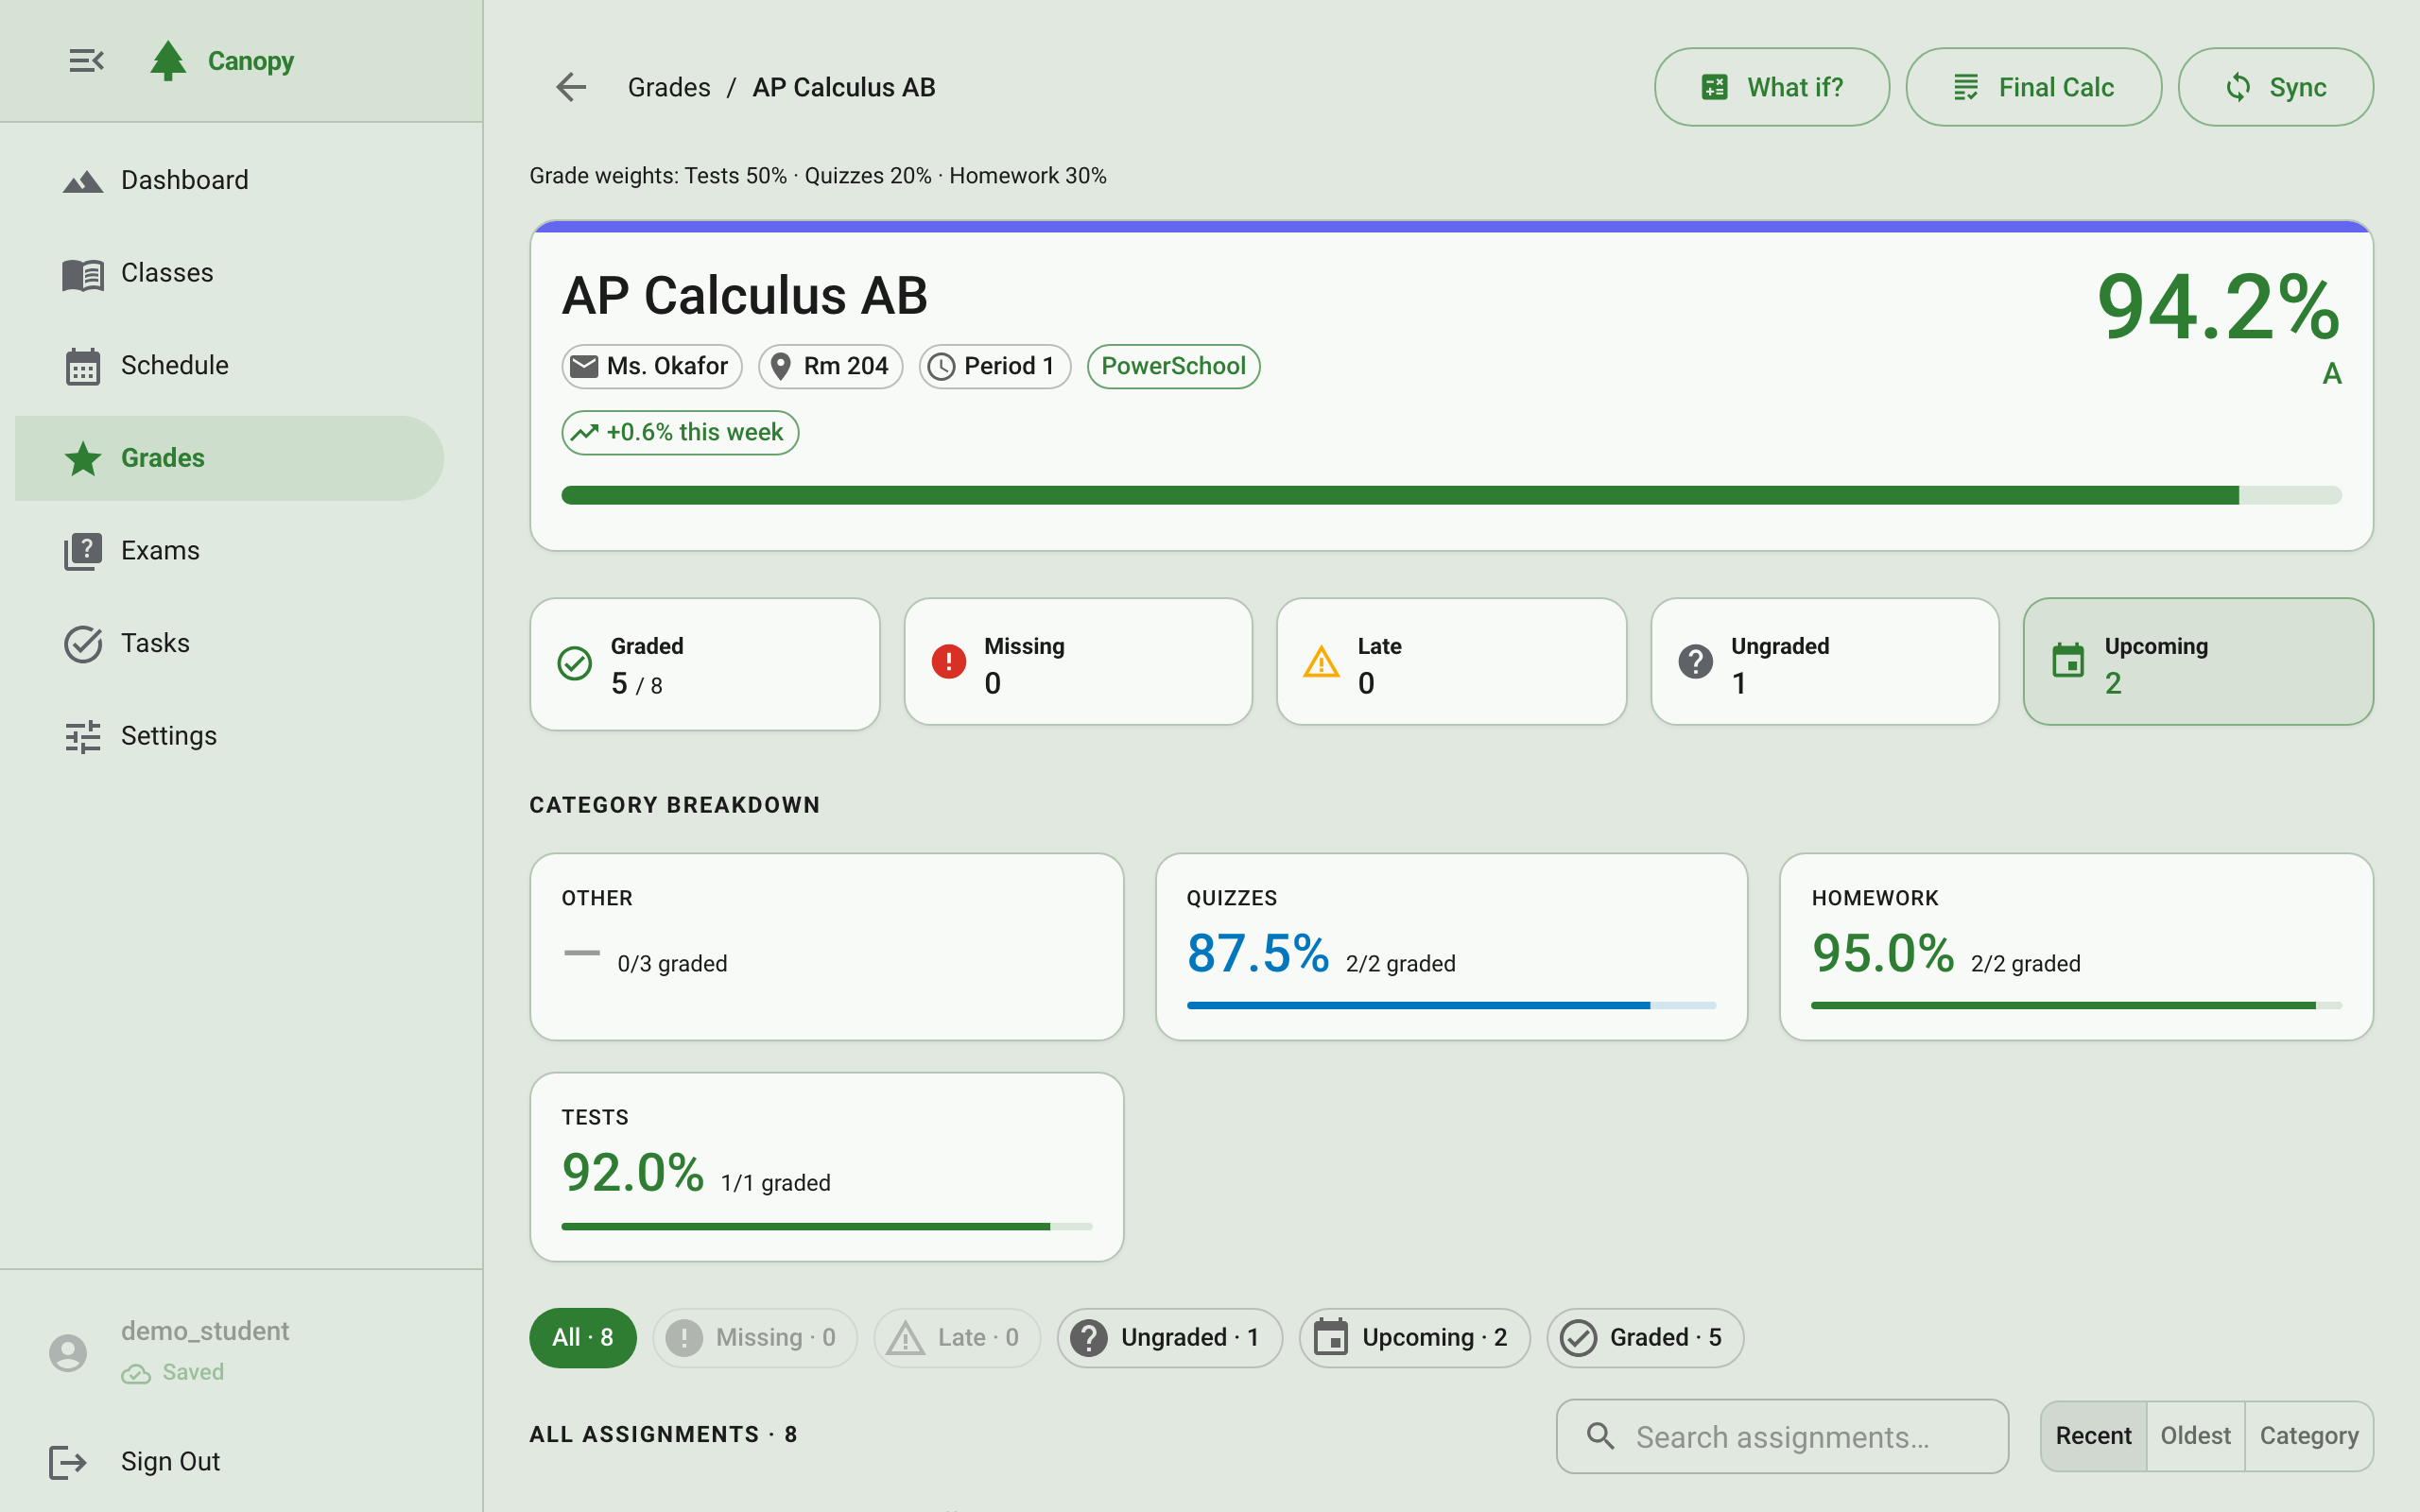 Canopy
Dashboard
Classes
Schedule
Grades
Exams
Tasks
Settings
demo_student
Saved
Sign Out
Grades / AP Calculus AB
What if?
Final Calc
Sync
Grade weights: Tests 50% · Quizzes 20% · Homework 30%
AP Calculus AB
94.2%
A
Ms. Okafor
Rm 204
Period 1
PowerSchool
+0.6% this week
Graded
5 / 8
Missing
0
Late
0
Ungraded
1
Upcoming
2
CATEGORY BREAKDOWN
OTHER
— 0/3 graded
QUIZZES
87.5% 2/2 graded
HOMEWORK
95.0% 2/2 graded
TESTS
92.0% 1/1 graded
All · 8
Missing · 0
Late · 0
Ungraded · 1
Upcoming · 2
Graded · 5
ALL ASSIGNMENTS · 8
Search assignments...
Recent
Oldest
Category